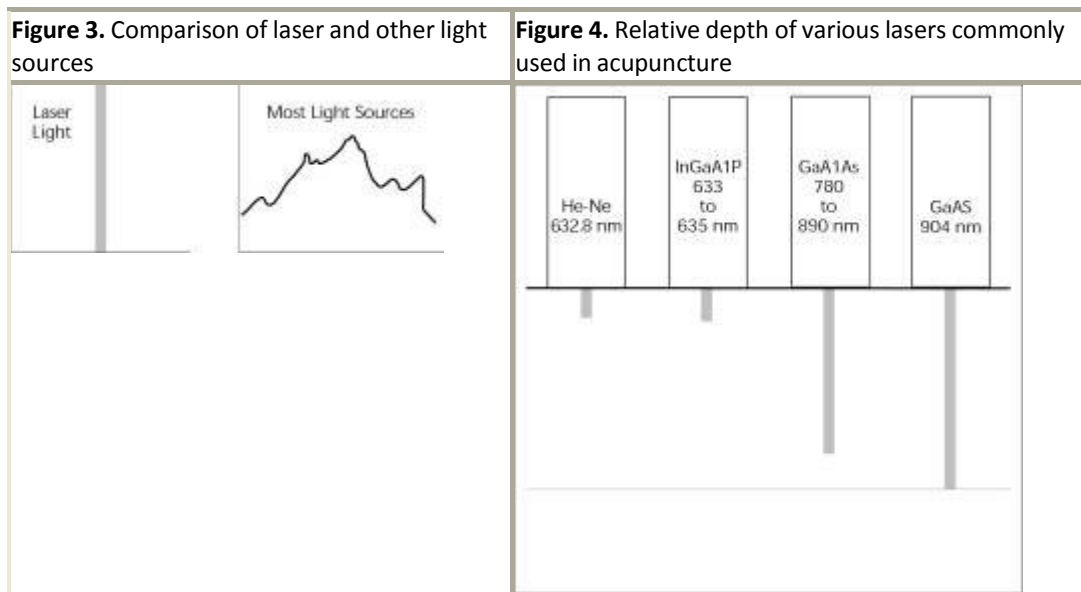 Figure 3. Comparison of laser and other light
sources
Figure 4. Relative depth of various lasers commonly
used in acupuncture
Laser
Light
Most Light Sources
He-Ne
632.8 nm
InGaA1P
633
to
635 nm
GaA1As
780
to
890 nm
GaAS
904 nm